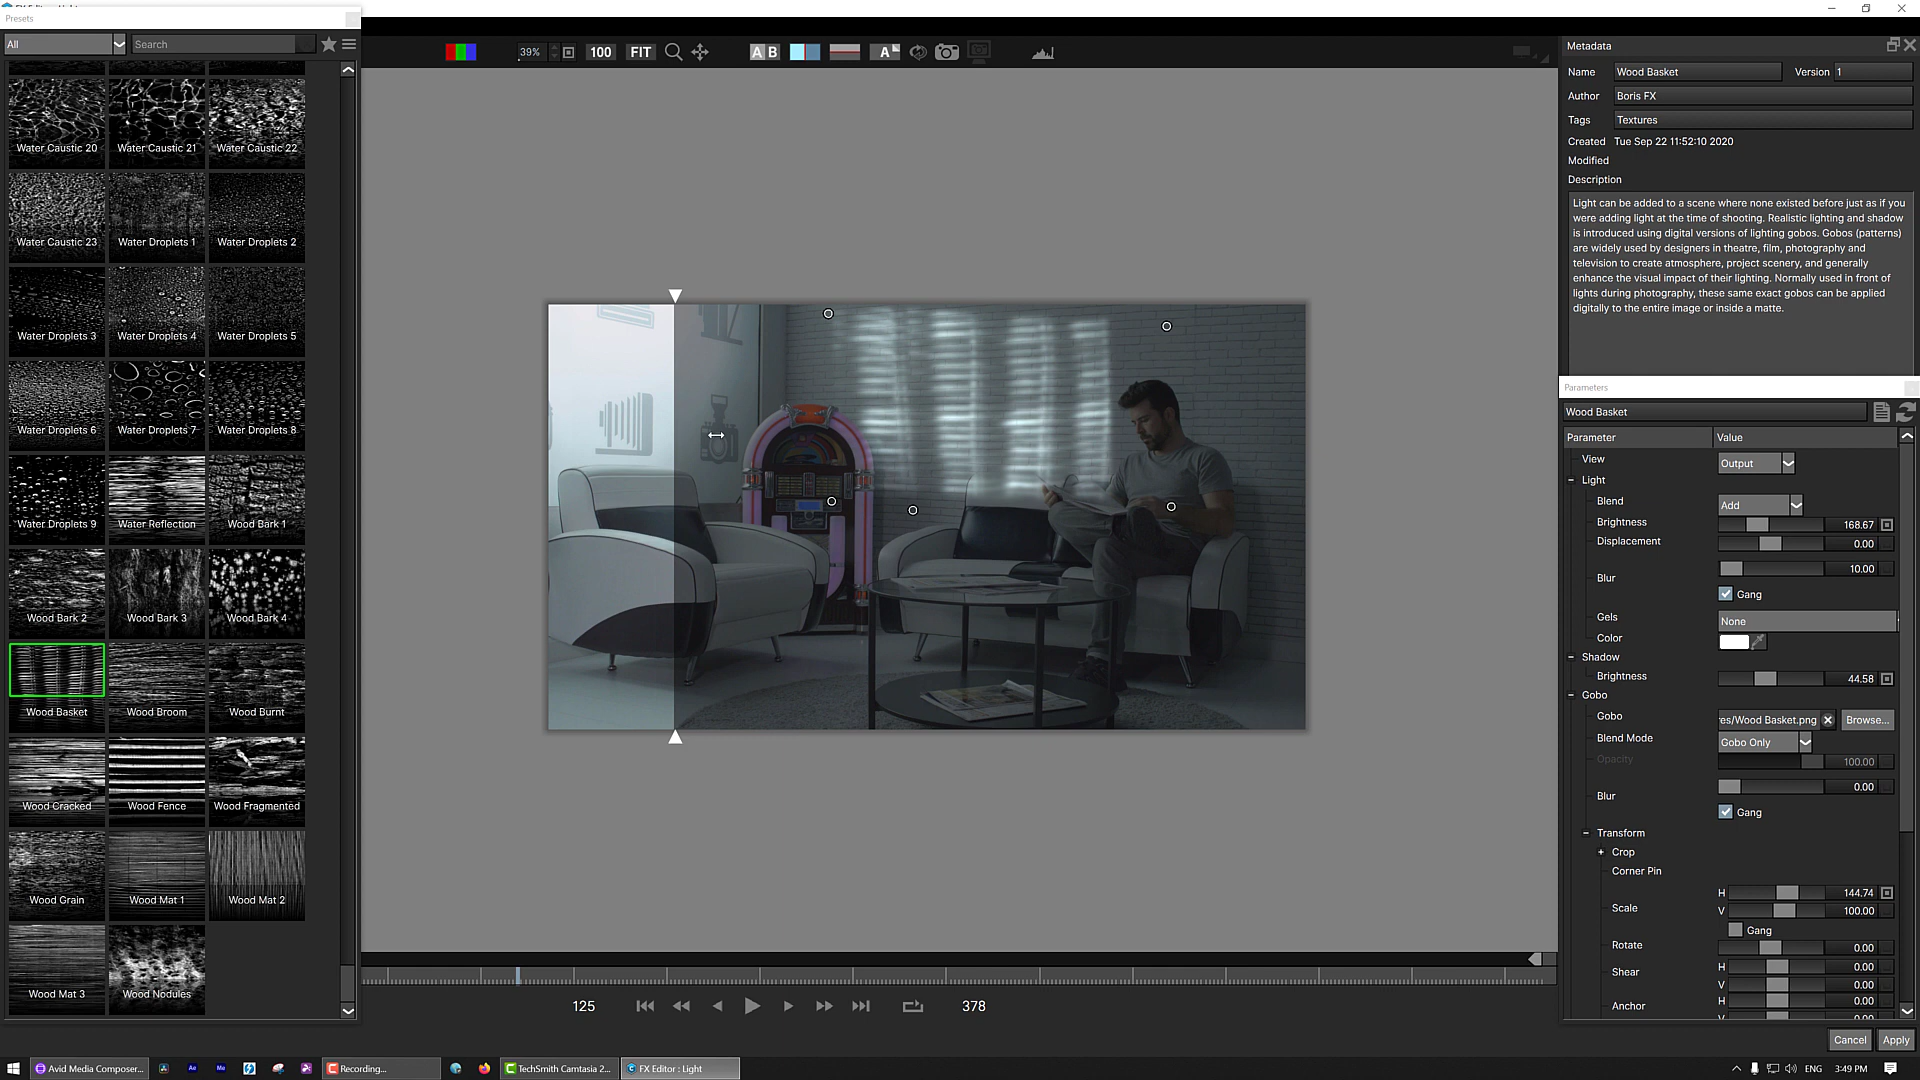 Presets
All
Search
Water Caustic 20
Water Caustic 21
Water Caustic 22
Water Caustic 23
Water Droplets 1
Water Droplets 2
Water Droplets 3
Water Droplets 4
Water Droplets 5
Water Droplets 6
Water Droplets 7
Water Droplets 8
Water Droplets 9
Water Reflection
Wood Bark 1
Wood Bark 2
Wood Bark 3
Wood Bark 4
Wood Basket
Wood Broom
Wood Burnt
Wood Cracked
Wood Fence
Wood Fragmented
Wood Grain
Wood Mat 1
Wood Mat 2
Wood Mat 3
Wood Nodules
39%
100
FIT
A B
A
125
378
Metadata
Name Wood Basket Version 1
Author Boris FX
Tags Textures
Created Tue Sep 22 11:52:10 2020
Modified
Description
Light can be added to a scene where none existed before just as if you
were adding light at the time of shooting. Realistic lighting and shadow
is introduced using digital versions of lighting gobos. Gobos (patterns)
are widely used by designers in theatre, film, photography and
television to create atmosphere, project scenery, and generally
enhance the visual impact of their lighting. Normally used in front of
lights during photography, these same exact gobos can be applied
digitally to the entire image or inside a matte.
Parameters
Wood Basket
Parameter Value
View Output
Light
Blend Add
Brightness 168.67
Displacement 0.00
Blur 10.00
Gang
Gels None
Color
Shadow
Brightness 44.58
Gobo
Gobo es/Wood Basket.png Browse...
Blend Mode Gobo Only
Opacity 100.00
Blur 0.00
Gang
Transform
Crop
Corner Pin
Scale H 144.74
V 100.00
Gang
Rotate 0.00
Shear H 0.00
V 0.00
Anchor H 0.00
V 0.00
Cancel Apply
Avid Media Composer...
Ae
Me
Recording...
TechSmith Camtasia 2...
FX Editor : Light
ENG
3:49 PM